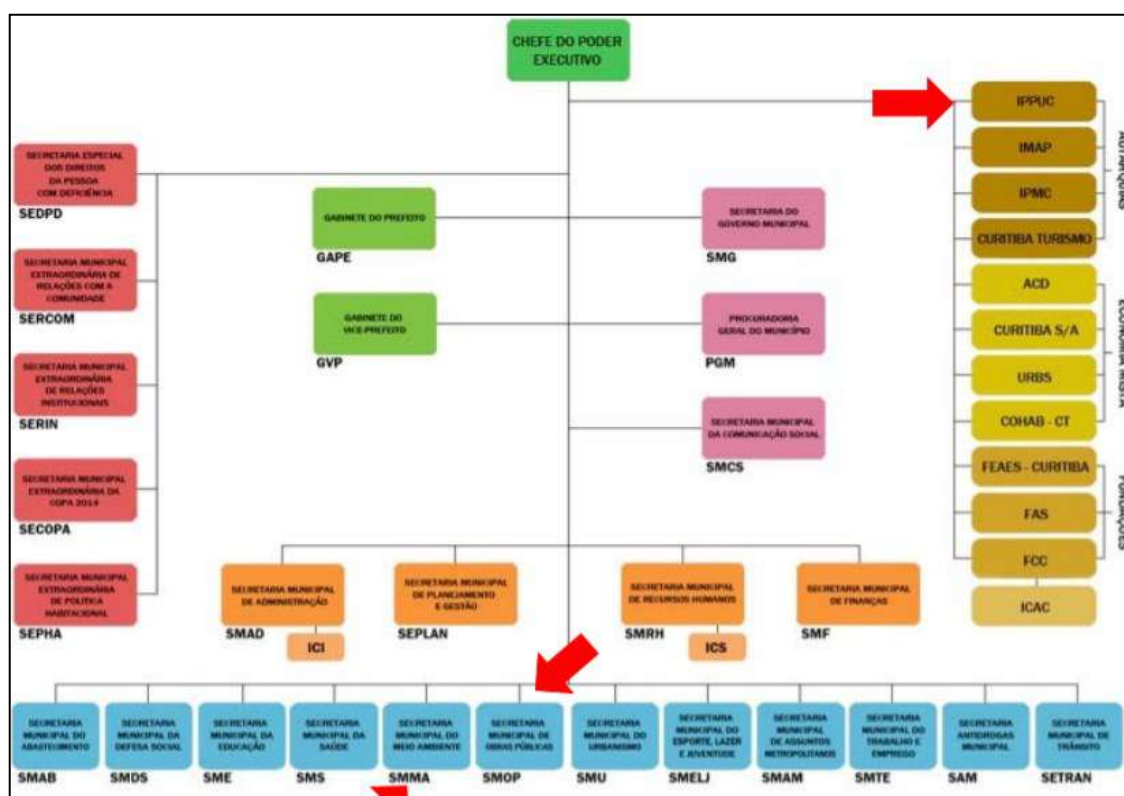 CHEFE DO PODER
EXECUTIVO
IPPUC
IMAP
IPMC
CURITIBA TURISMO
AUTARQUIAS
ACD
CURITIBA S/A
URBS
COHAB - CT
ECONOMIA MISTA
FEAES - CURITIBA
FAS
FCC
FUNDAÇÕES
ICAC
SECRETARIA ESPECIAL
DOS DIREITOS
DA PESSOA
COM DEFICIÊNCIA
SEDPD
SECRETARIA MUNICIPAL
EXTRAORDINÁRIA DE
RELAÇÕES COM A
COMUNIDADE
SERCOM
SECRETARIA MUNICIPAL
EXTRAORDINÁRIA
DE RELAÇÕES
INSTITUCIONAIS
SERIN
SECRETARIA MUNICIPAL
EXTRAORDINÁRIA DA
COPA 2014
SECOPA
SECRETARIA MUNICIPAL
EXTRAORDINÁRIA
DE POLÍTICA
HABITACIONAL
SEPHA
GABINETE DO PREFEITO
GAPE
GABINETE DO
VICE-PREFEITO
GVP
SECRETARIA DO
GOVERNO MUNICIPAL
SMG
PROCURADORIA
GERAL DO MUNICÍPIO
PGM
SECRETARIA MUNICIPAL
DA COMUNICAÇÃO SOCIAL
SMCS
SECRETARIA MUNICIPAL
DE ADMINISTRAÇÃO
SMAD
ICI
SECRETARIA MUNICIPAL
DE PLANEJAMENTO
E GESTÃO
SEPLAN
SECRETARIA MUNICIPAL
DE RECURSOS HUMANOS
SMRH
ICS
SECRETARIA MUNICIPAL
DE FINANÇAS
SMF
SECRETARIA
MUNICIPAL DO
ABASTECIMENTO
SMAB
SECRETARIA
MUNICIPAL DA
DEFESA SOCIAL
SMDS
SECRETARIA
MUNICIPAL DA
EDUCAÇÃO
SME
SECRETARIA
MUNICIPAL DA
SAÚDE
SMS
SECRETARIA
MUNICIPAL DO
MEIO AMBIENTE
SMMA
SECRETARIA
MUNICIPAL DE
OBRAS PÚBLICAS
SMOP
SECRETARIA
MUNICIPAL DO
URBANISMO
SMU
SECRETARIA
MUNICIPAL DO
ESPORTE, LAZER
E JUVENTUDE
SMELJ
SECRETARIA
MUNICIPAL
DE ASSUNTOS
METROPOLITANOS
SMAM
SECRETARIA
MUNICIPAL DO
TRABALHO E
EMPREGO
SMTE
SECRETARIA
ANTIDROGAS
MUNICIPAL
SAM
SECRETARIA
MUNICIPAL DE
TRÂNSITO
SETRAN